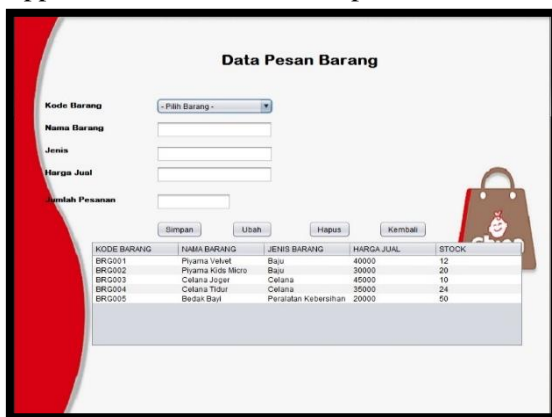 Data Pesan Barang
Kode Barang
- Pilih Barang -
Nama Barang
Jenis
Harga Jual
Jumlah Pesanan
Simpan Ubah Hapus Kembali
KODE BARANG NAMA BARANG JENIS BARANG HARGA JUAL STOCK
BRG001 Piyama Velvet Baju 40000 12
BRG002 Piyama Kids Micro Baju 30000 20
BRG003 Celana Joger Celana 45000 10
BRG004 Celana Tidur Celana 35000 24
BRG005 Bedak Bayi Peralatan Kebersihan 20000 50